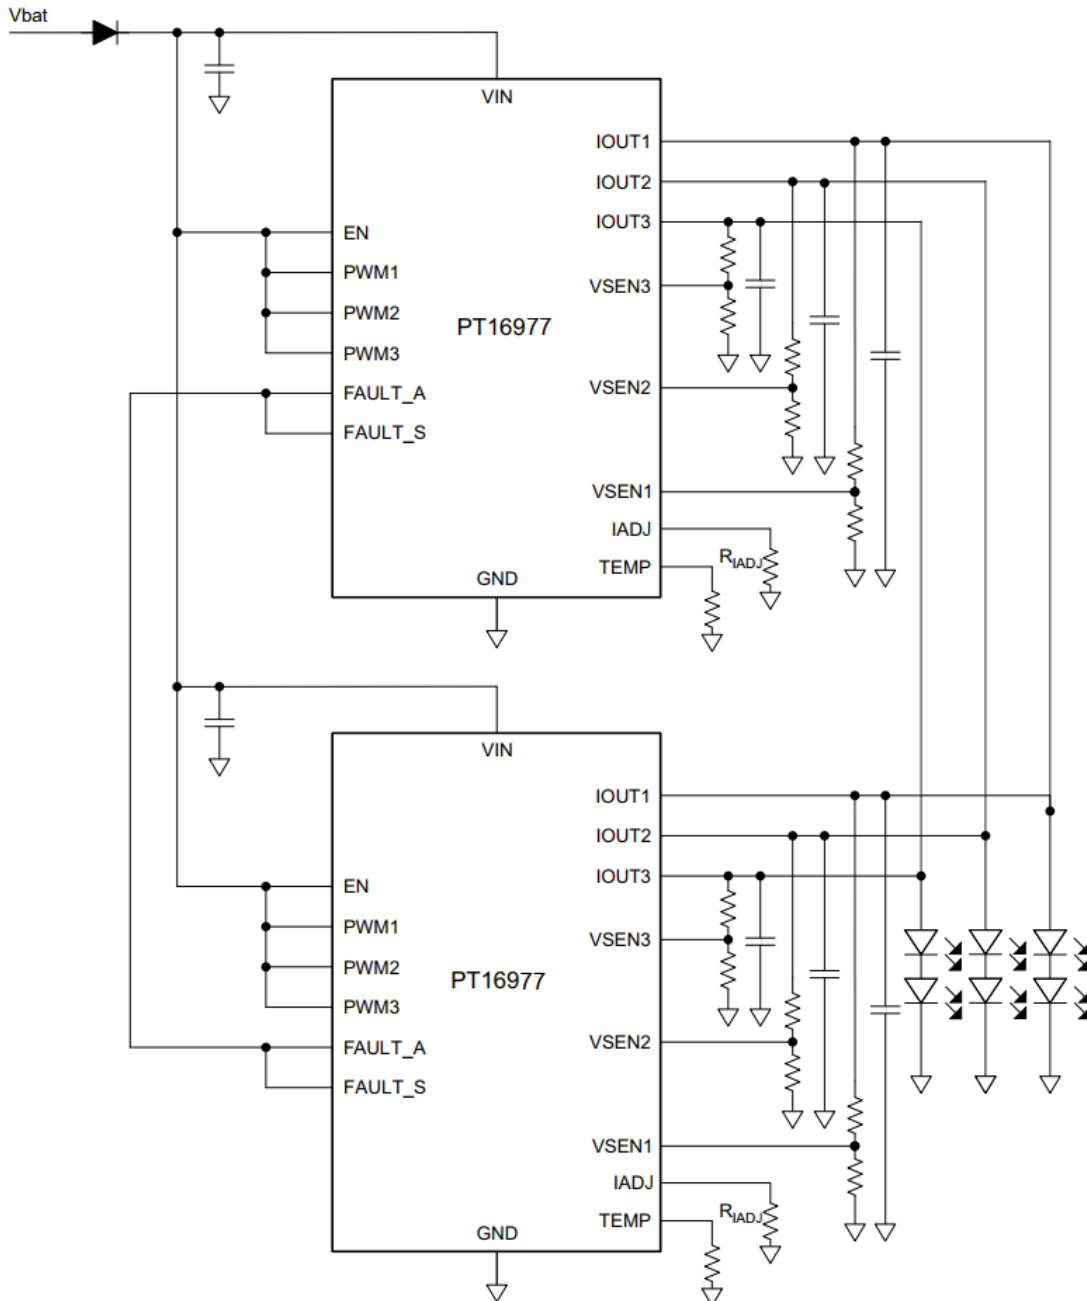 Vbat
VIN
IOUT1
IOUT2
IOUT3
EN
PWM1
VSEN3
PWM2
PT16977
PWM3
VSEN2
FAULT_A
FAULT_S
VSEN1
IADJ
RIADJ
TEMP
GND
VIN
IOUT1
IOUT2
IOUT3
EN
PWM1
VSEN3
PWM2
PT16977
PWM3
VSEN2
FAULT_A
FAULT_S
VSEN1
IADJ
RIADJ
TEMP
GND